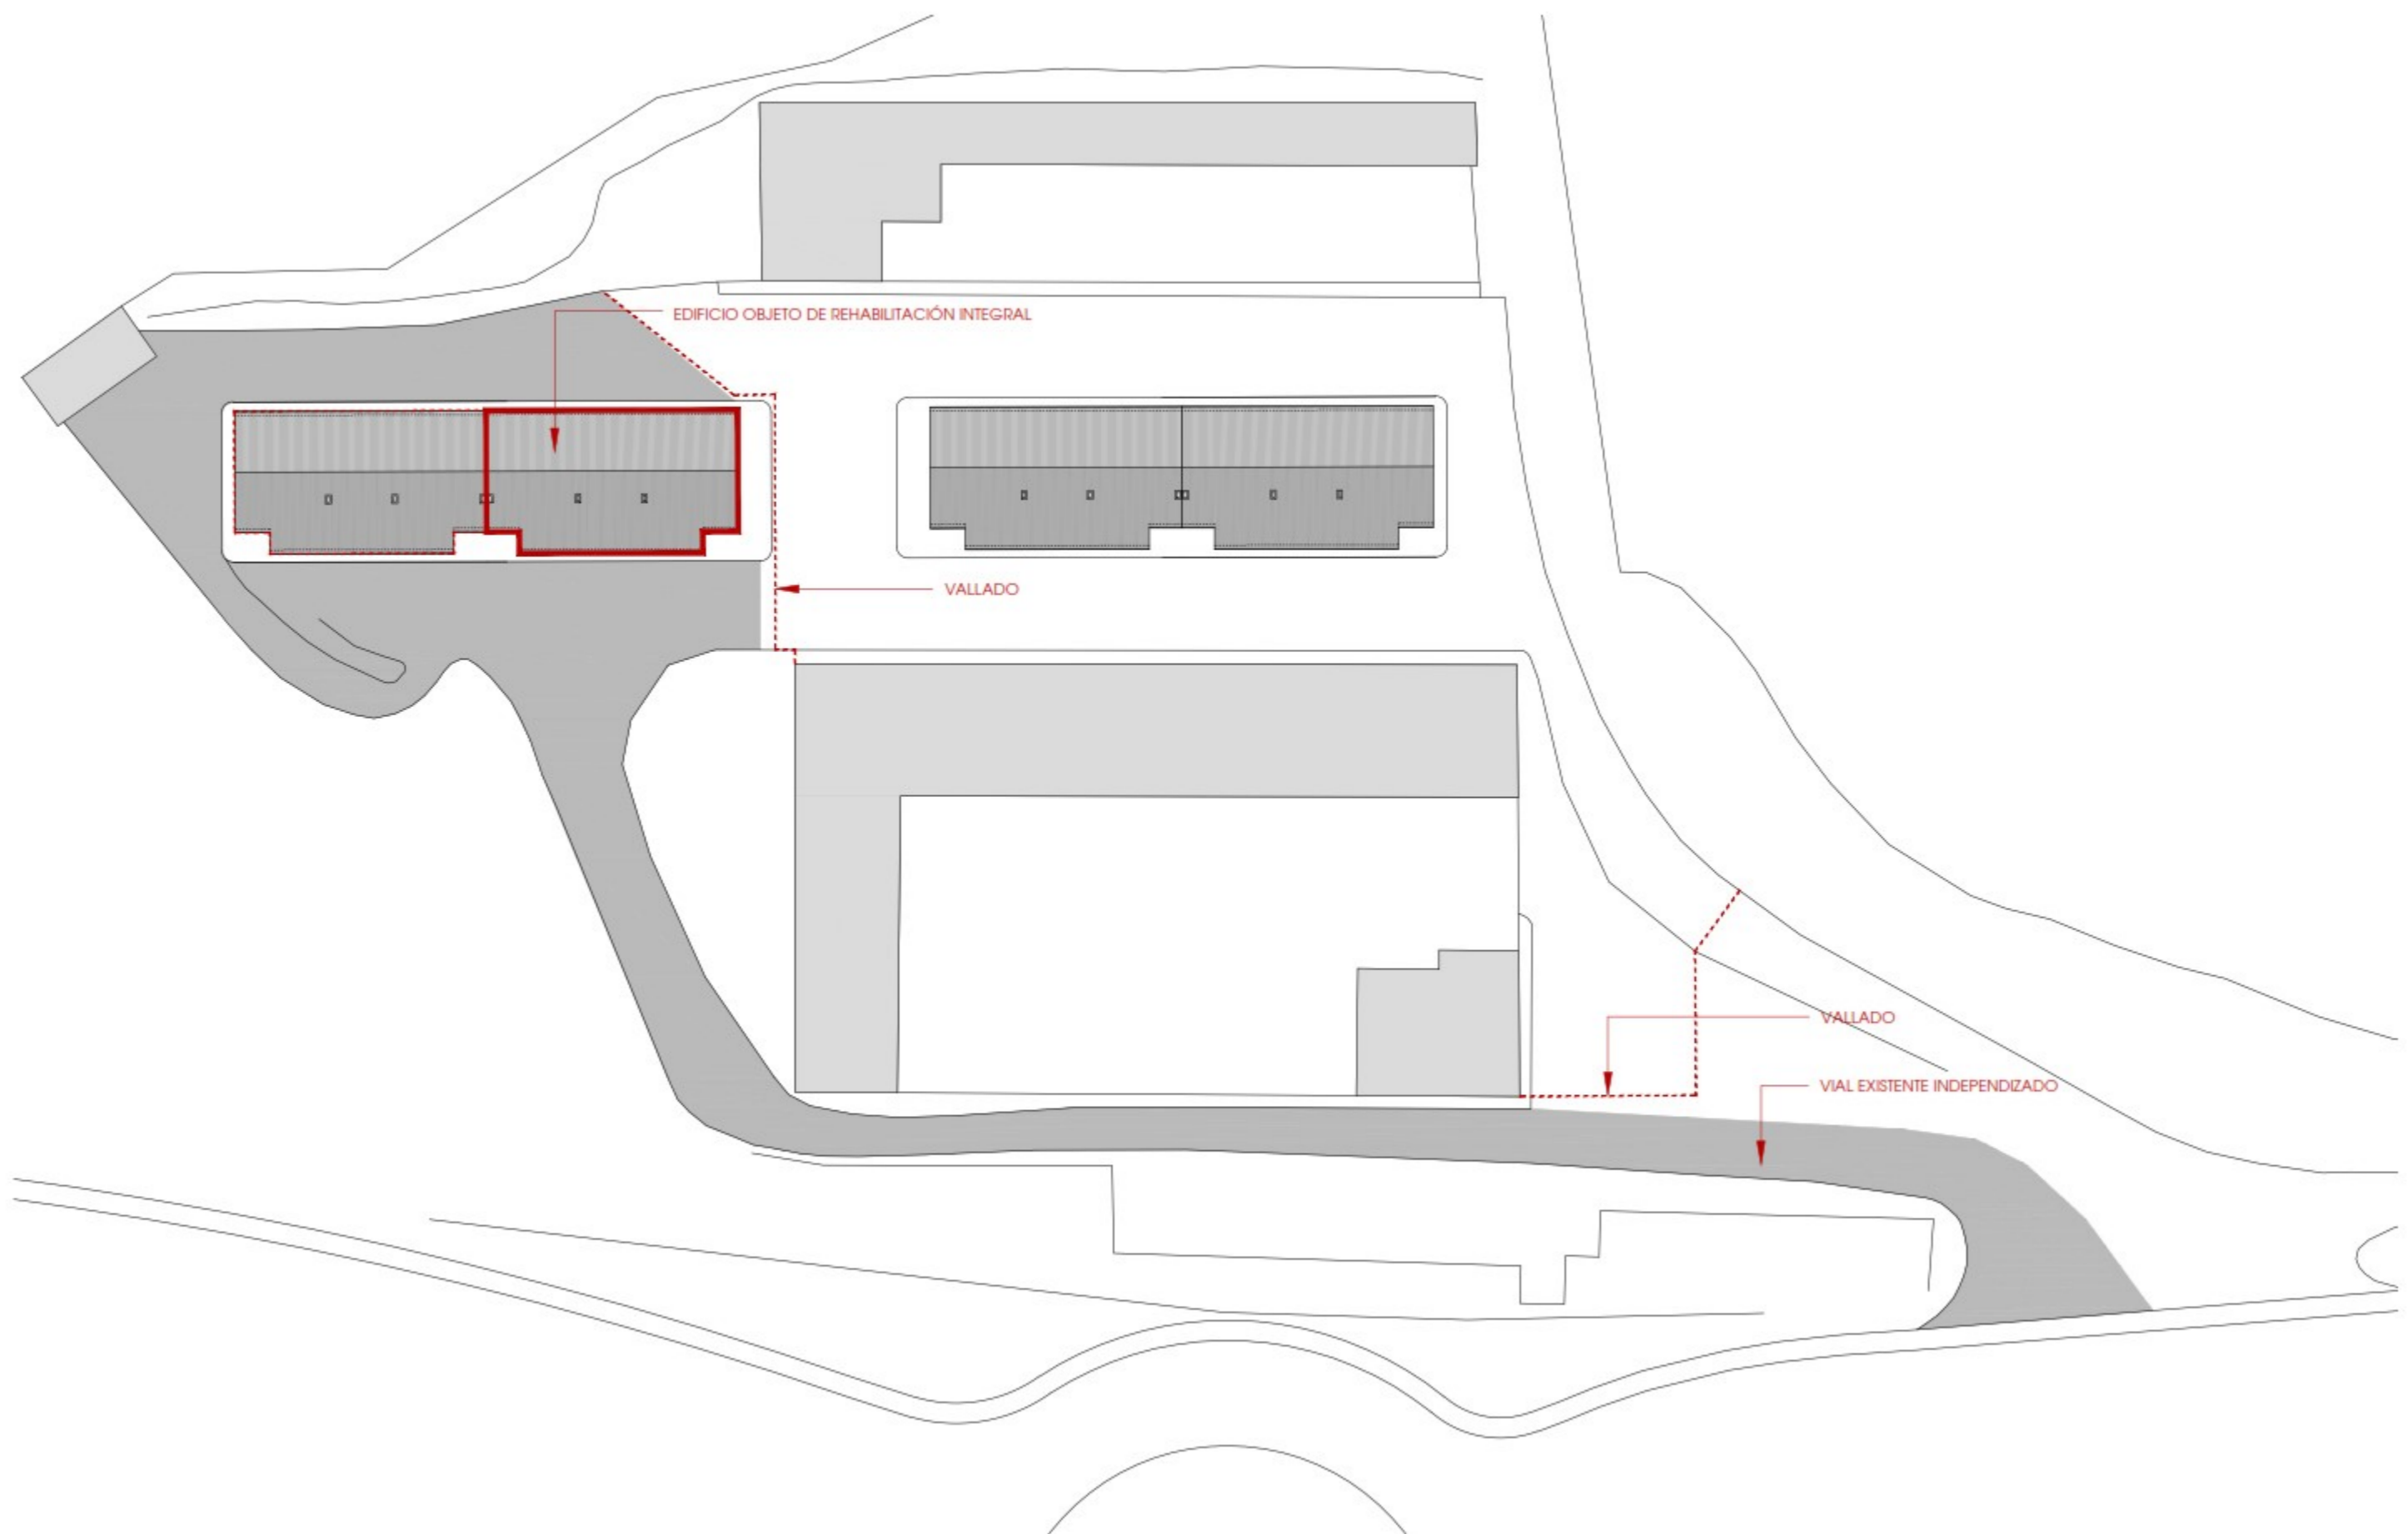 EDIFICIO OBJETO DE REHABILITACIÓN INTEGRAL
VALLADO
VALLADO
VIAL EXISTENTE INDEPENDIZADO